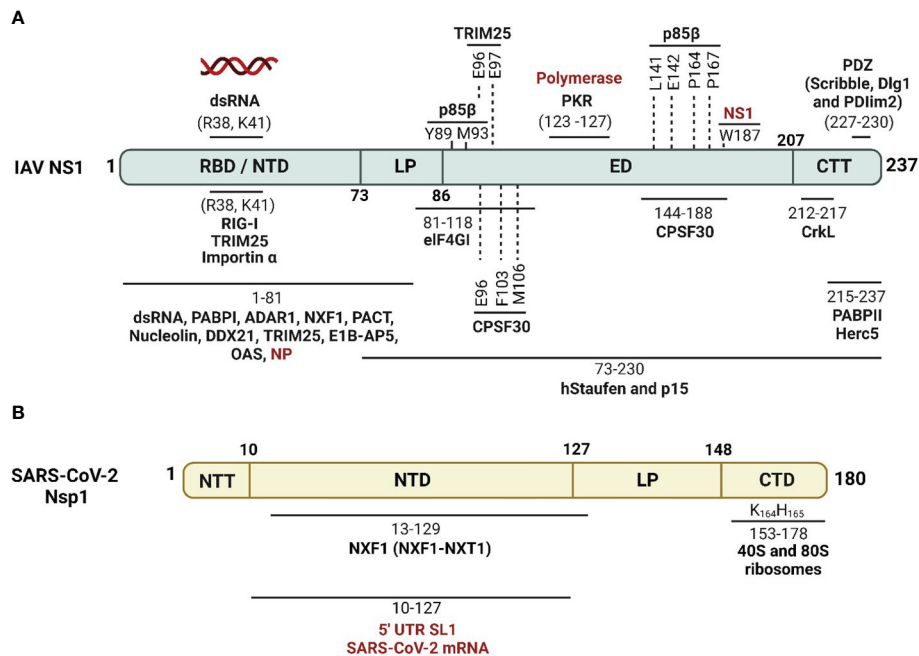 A
TRIM25
E96
E97
p85β
L141
E142
P164
P167
dsRNA
(R38, K41)
p85β
Y89 M93
Polymerase
PKR
(123 -127)
NS1
W187
PDZ
(Scribble, Dlg1
and PDlim2)
(227-230)
207
IAV NS1
1
RBD / NTD
LP
ED
CTT
237
73
86
(R38, K41)
RIG-I
TRIM25
Importin α
81-118
eIF4GI
144-188
CPSF30
212-217
CrkL
E96
F103
M106
CPSF30
1-81
dsRNA, PABPI, ADAR1, NXF1, PACT,
Nucleolin, DDX21, TRIM25, E1B-AP5,
OAS, NP
215-237
PABPII
Herc5
73-230
hStaufen and p15
B
10
127
148
SARS-CoV-2
Nsp1
1
NTT
NTD
LP
CTD
180
K₁₆₄H₁₆₅
13-129
NXF1 (NXF1-NXT1)
153-178
40S and 80S
ribosomes
10-127
5' UTR SL1
SARS-CoV-2 mRNA